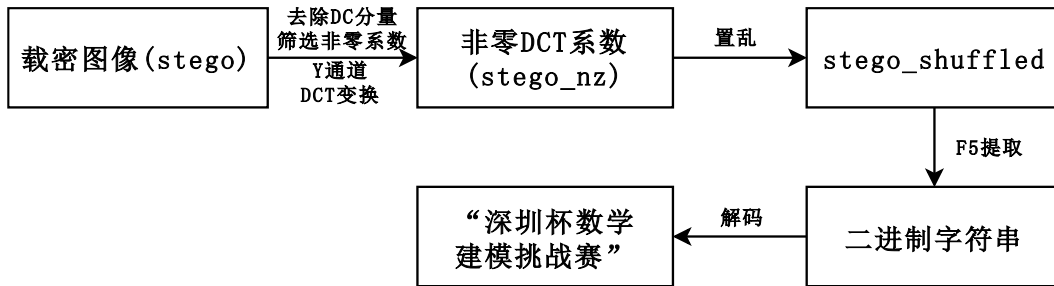 载密图像(stego)
去除DC分量
筛选非零系数
Y通道
DCT变换
非零DCT系数
(stego_nz)
置乱
stego_shuffled
F5提取
二进制字符串
解码
“深圳杯数学
建模挑战赛”